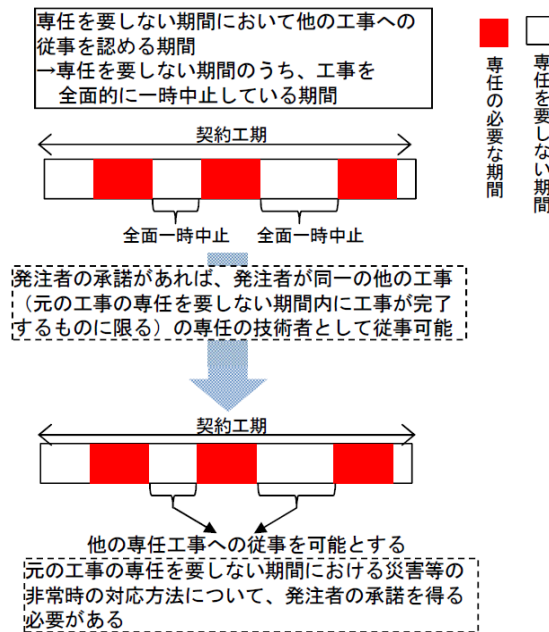 専任を要しない期間において他の工事への
従事を認める期間
→専任を要しない期間のうち、工事を
全面的に一時中止している期間
専任の必要な期間
専任を要しない期間
契約工期
全面一時中止
全面一時中止
発注者の承諾があれば、発注者が同一の他の工事
（元の工事の専任を要しない期間内に工事が完了
するものに限る）の専任の技術者として従事可能
契約工期
他の専任工事への従事を可能とする
元の工事の専任を要しない期間における災害等の
非常時の対応方法について、発注者の承諾を得る
必要がある